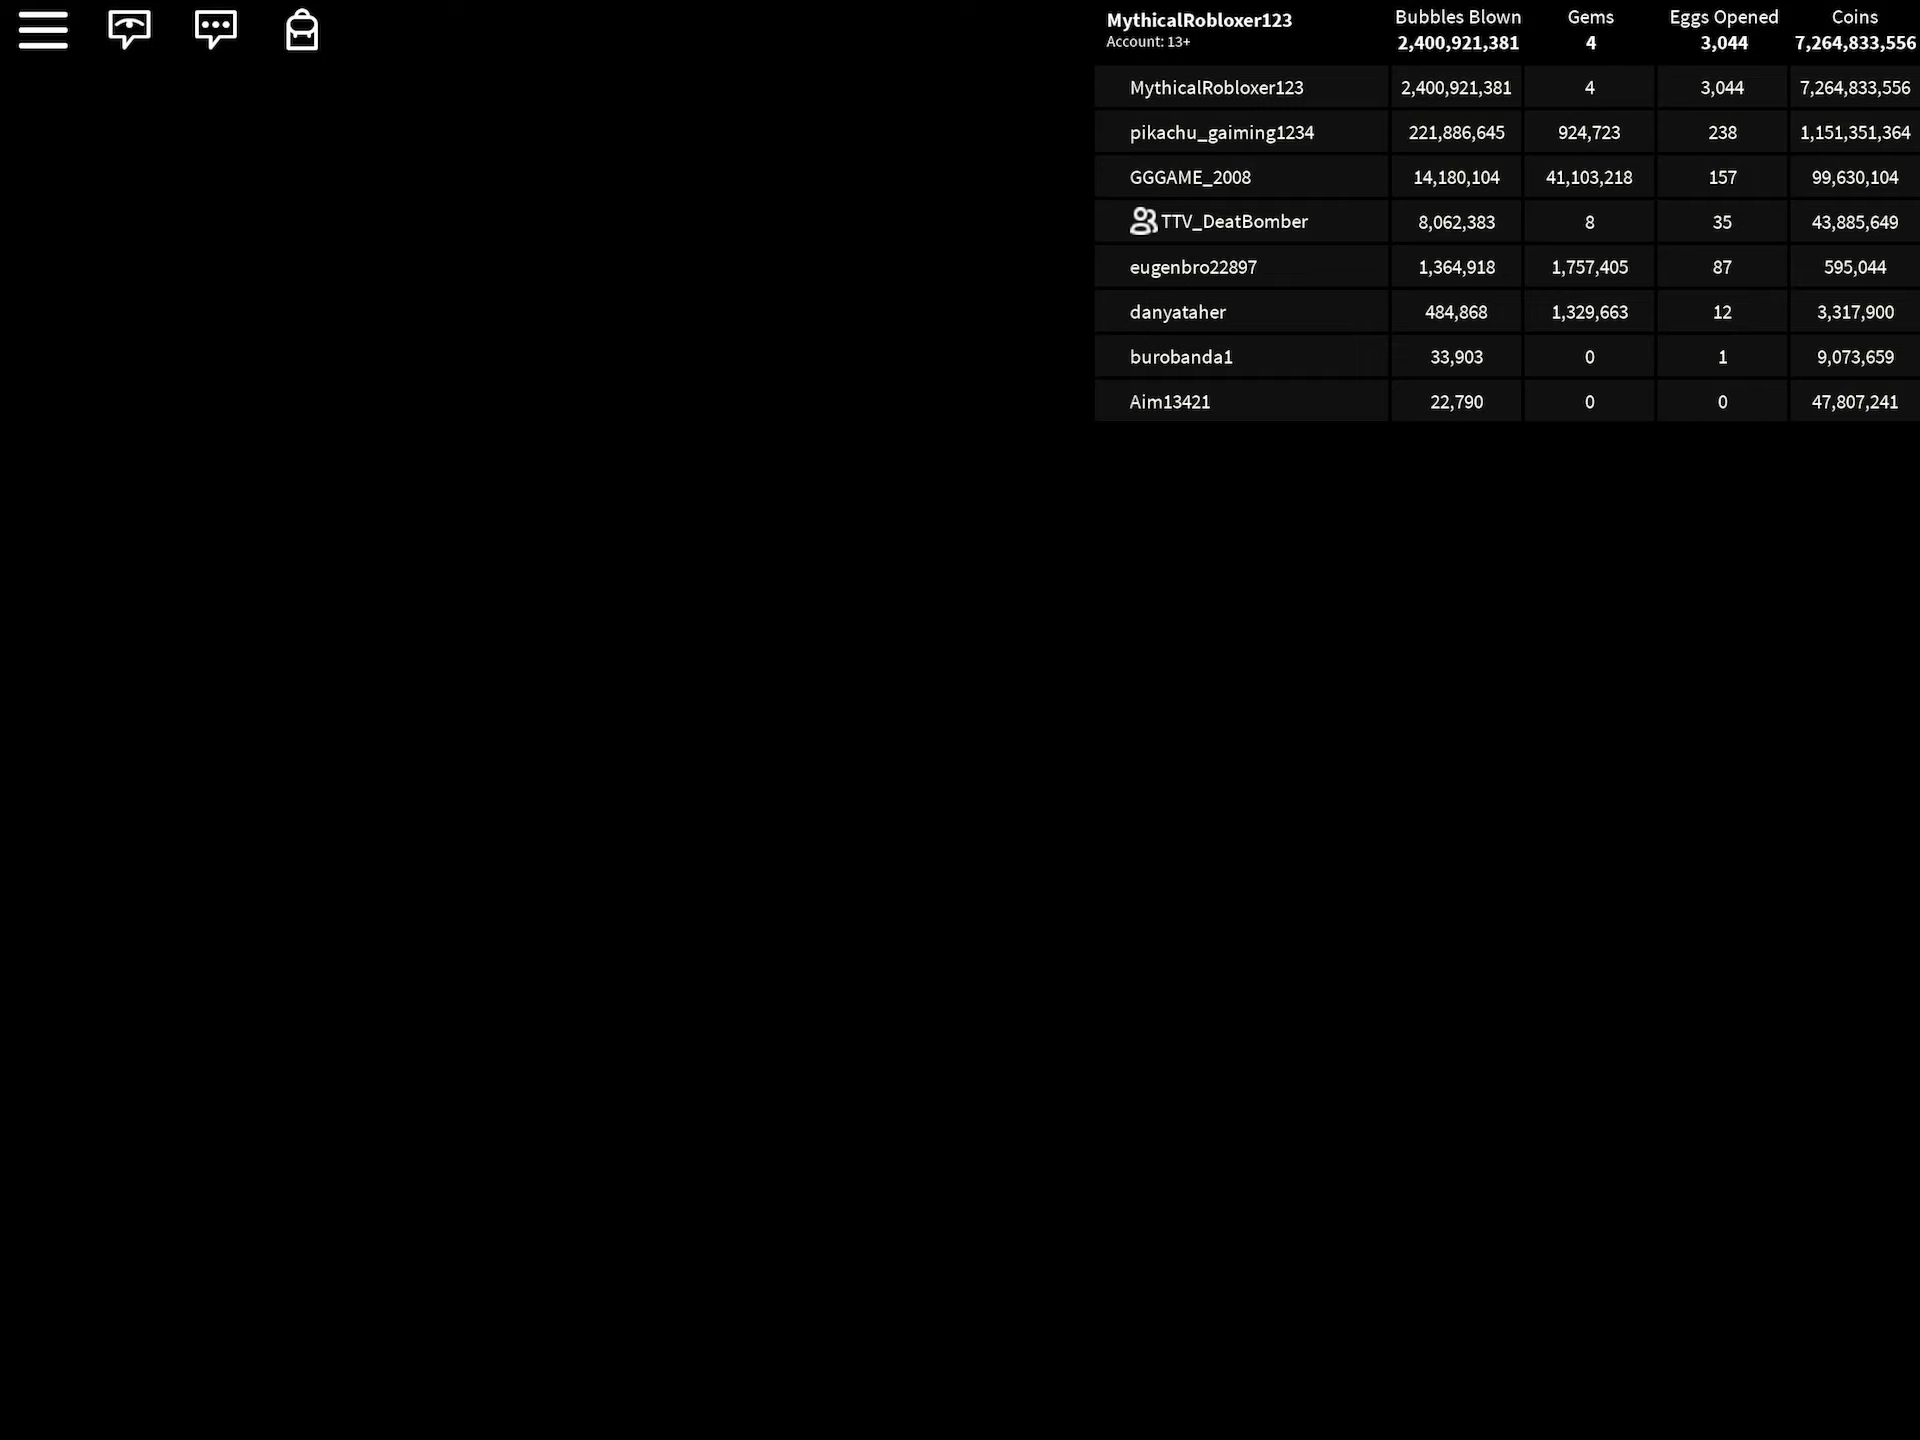 MythicalRobloxer123 Bubbles Blown Gems Eggs Opened Coins
Account: 13+ 2,400,921,381 4 3,044 7,264,833,556
MythicalRobloxer123 2,400,921,381 4 3,044 7,264,833,556
pikachu_gaiming1234 221,886,645 924,723 238 1,151,351,364
GGGAME_2008 14,180,104 41,103,218 157 99,630,104
TTV_DeatBomber 8,062,383 8 35 43,885,649
eugenbro22897 1,364,918 1,757,405 87 595,044
danyataher 484,868 1,329,663 12 3,317,900
burobanda1 33,903 0 1 9,073,659
Aim13421 22,790 0 0 47,807,241